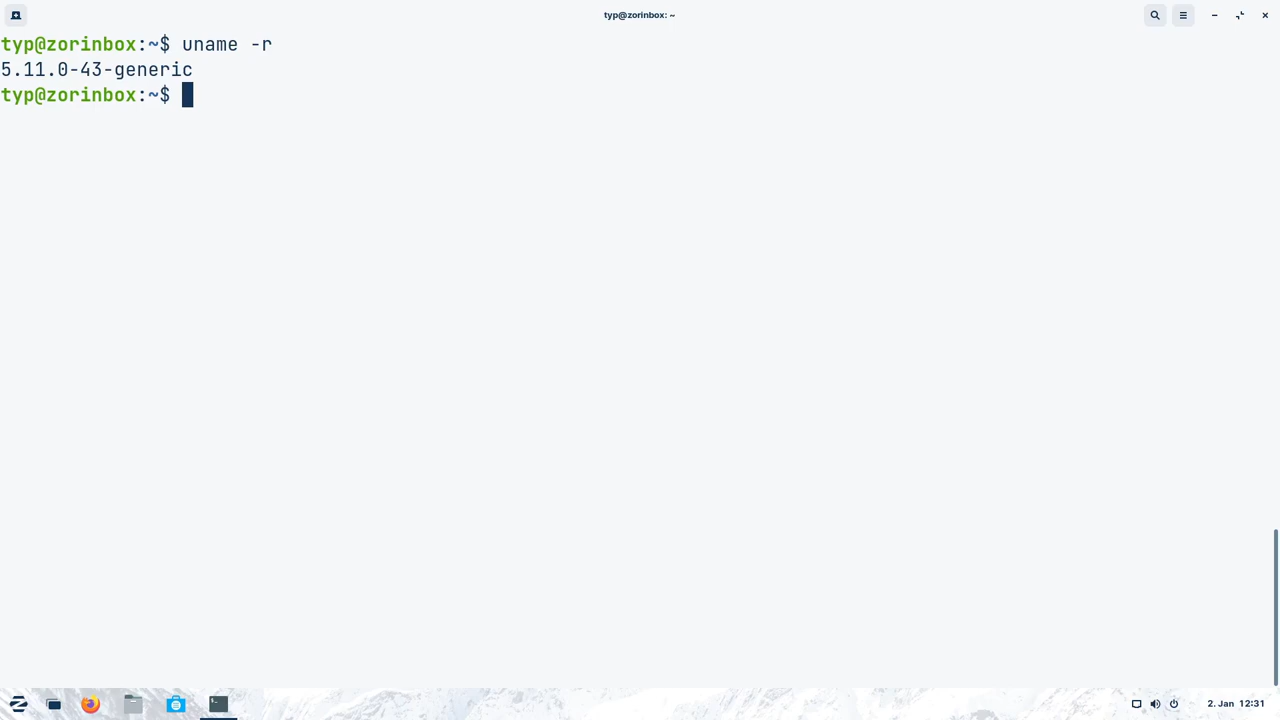 typ@zorinbox: ~
typ@zorinbox:~$ uname -r
5.11.0-43-generic
typ@zorinbox:~$
2. Jan 12:31